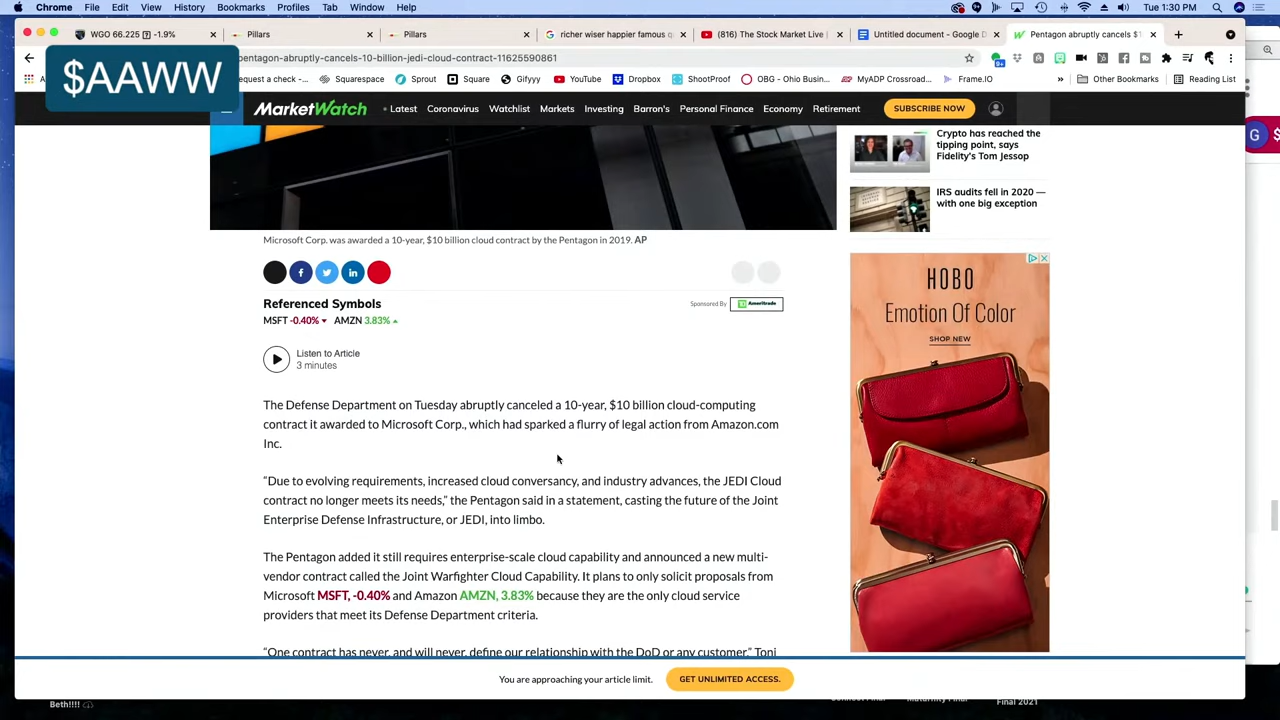 Chrome File Edit View History Bookmarks Profiles Tab Window Help
Tue 1:30 PM
WGO 66.225 -1.9%
Pillars
Pillars
richer wiser happier famous q
(816) The Stock Market Live |
Untitled document - Google D
Pentagon abruptly cancels $1
$AAWW
pentagon-abruptly-cancels-10-billion-jedi-cloud-contract-11625590861
equest a check -... Squarespace Sprout Square Gifyyy YouTube Dropbox ShootProof OBG - Ohio Busin... MyADP Crossroad... Frame.IO » Other Bookmarks Reading List
MarketWatch
Latest Coronavirus Watchlist Markets Investing Barron's Personal Finance Economy Retirement
SUBSCRIBE NOW
Crypto has reached the
tipping point, says
Fidelity's Tom Jessop
IRS audits fell in 2020 —
with one big exception
Microsoft Corp. was awarded a 10-year, $10 billion cloud contract by the Pentagon in 2019. AP
Referenced Symbols
Sponsored By Ameritrade
MSFT -0.40% AMZN 3.83%
Listen to Article
3 minutes
HOBO
Emotion Of Color
SHOP NEW
The Defense Department on Tuesday abruptly canceled a 10-year, $10 billion cloud-computing
contract it awarded to Microsoft Corp., which had sparked a flurry of legal action from Amazon.com
Inc.
“Due to evolving requirements, increased cloud conversancy, and industry advances, the JEDI Cloud
contract no longer meets its needs,” the Pentagon said in a statement, casting the future of the Joint
Enterprise Defense Infrastructure, or JEDI, into limbo.
The Pentagon added it still requires enterprise-scale cloud capability and announced a new multi-
vendor contract called the Joint Warfighter Cloud Capability. It plans to only solicit proposals from
Microsoft MSFT, -0.40% and Amazon AMZN, 3.83% because they are the only cloud service
providers that meet its Defense Department criteria.
“One contract has never, and will never, define our relationship with the DoD or any customer,” Toni
You are approaching your article limit.
GET UNLIMITED ACCESS.
Beth!!!!
Final 2021
G